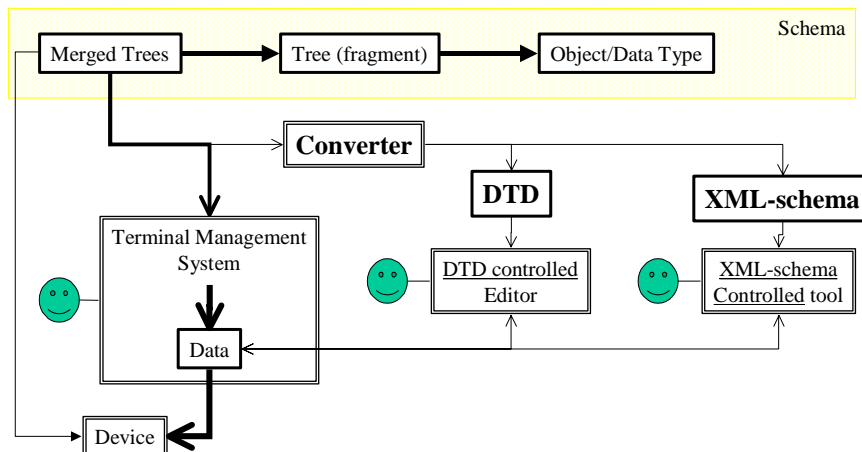 Schema
Merged Trees
Tree (fragment)
Object/Data Type
Converter
DTD
XML-schema
Terminal Management
System
DTD controlled
Editor
XML-schema
Controlled tool
Data
Device